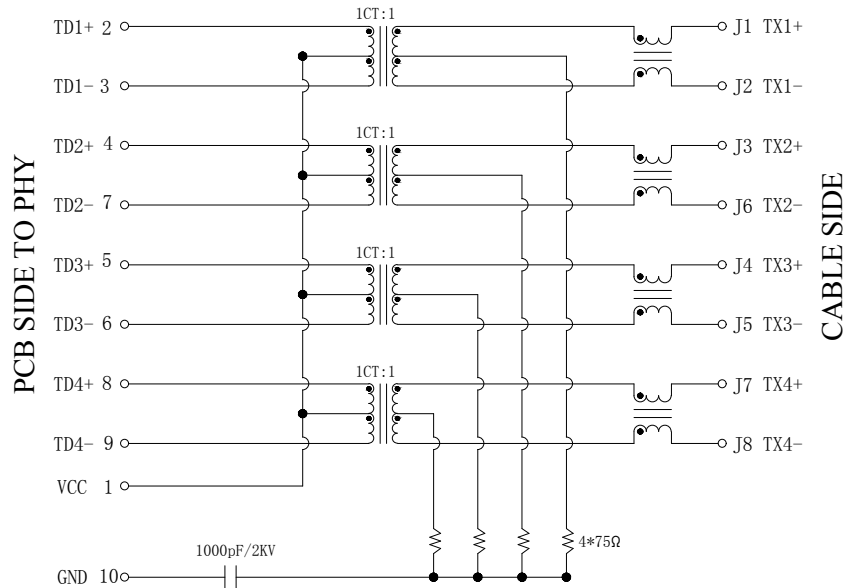 1CT:1
TD1+ 2
J1 TX1+
TD1- 3
J2 TX1-
1CT:1
TD2+ 4
J3 TX2+
TD2- 7
J6 TX2-
1CT:1
TD3+ 5
J4 TX3+
TD3- 6
J5 TX3-
1CT:1
TD4+ 8
J7 TX4+
TD4- 9
J8 TX4-
VCC 1
4*75Ω
1000pF/2KV
GND 10
PCB SIDE TO PHY
CABLE SIDE